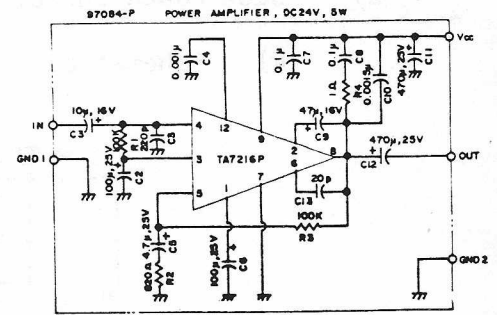 97084-P POWER AMPLIFIER, DC24V, 5W
Vcc
0.001μ C4
0.1μ C7
0.1μ C8
1Ω R4
0.0015μ C10
470μ,25V C11
10μ,16V
C3
IN
R1
220p
47μ,16V
C9
4
12
9
2
3
TA7216P
8
6
470μ,25V
C12
OUT
GND1
100μ,25V
C2
5
1
7
20p
C13
100K
R3
4.7μ,25V
C5
820Ω
R2
100μ,25V
C6
GND2